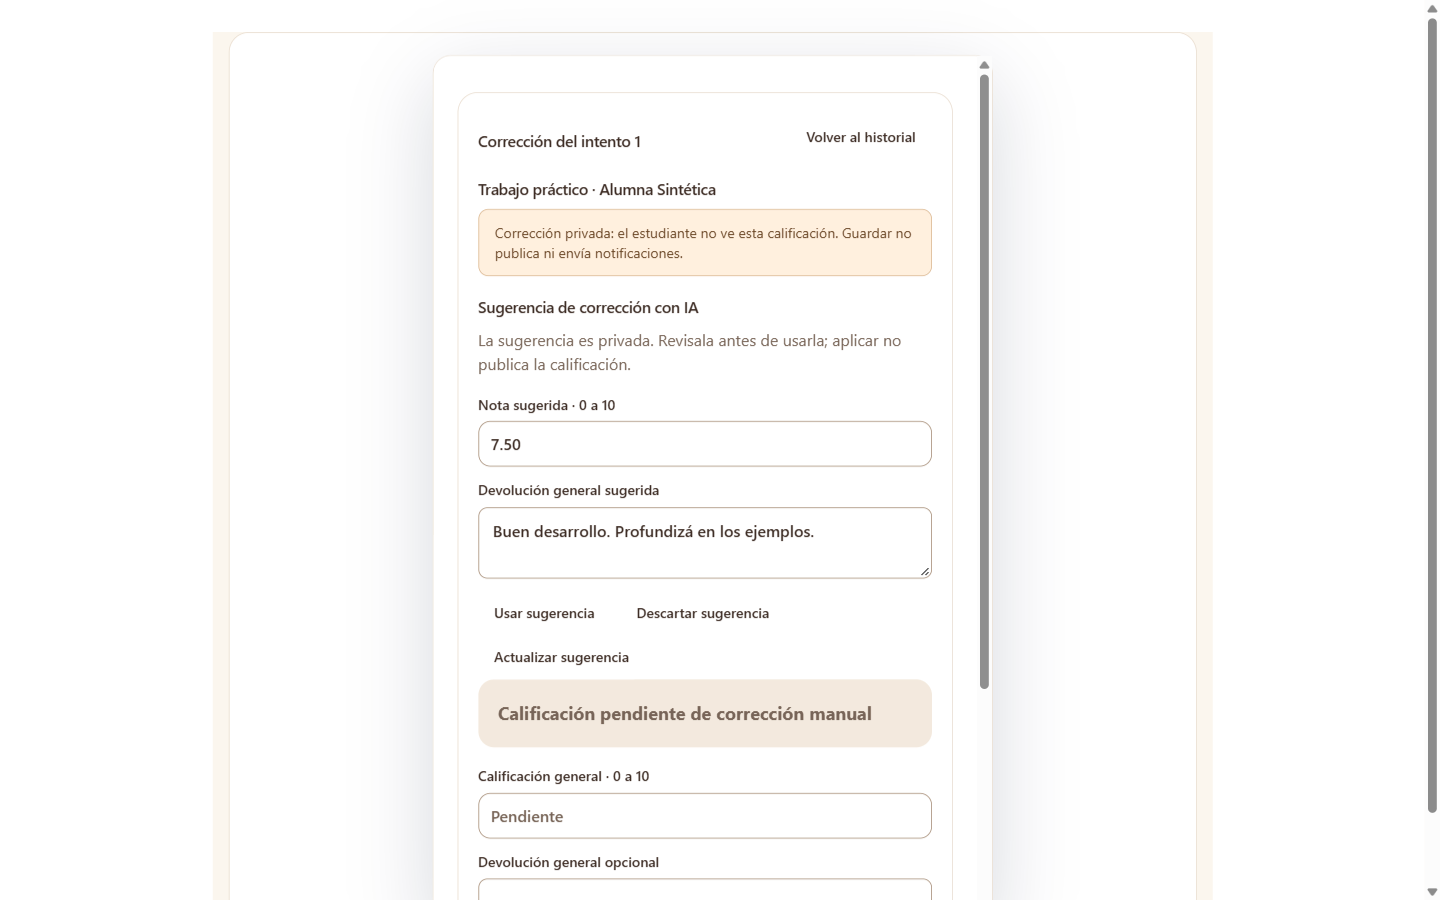 Corrección del intento 1
Volver al historial
Trabajo práctico · Alumna Sintética
Corrección privada: el estudiante no ve esta calificación. Guardar no
publica ni envía notificaciones.
Sugerencia de corrección con IA
La sugerencia es privada. Revisala antes de usarla; aplicar no
publica la calificación.
Nota sugerida · 0 a 10
7.50
Devolución general sugerida
Buen desarrollo. Profundizá en los ejemplos.
Usar sugerencia
Descartar sugerencia
Actualizar sugerencia
Calificación pendiente de corrección manual
Calificación general · 0 a 10
Pendiente
Devolución general opcional